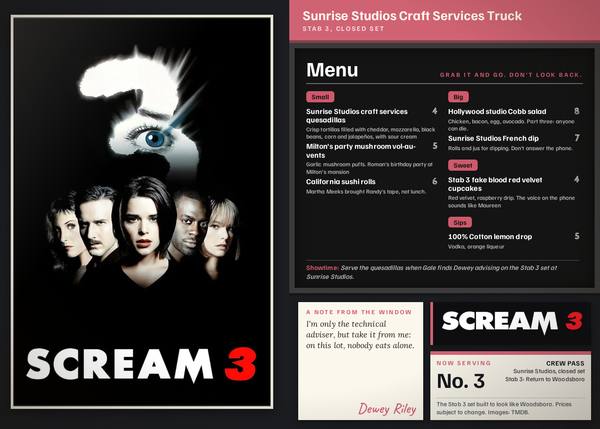 SCREAM 3
Sunrise Studios Craft Services Truck
STAB 3, CLOSED SET
Menu
GRAB IT AND GO. DON'T LOOK BACK.
Small
Sunrise Studios craft services 4
quesadillas
Crisp tortillas filled with cheddar, mozzarella, black
beans, corn and jalapeños, with sour cream
Milton's party mushroom vol-au- 5
vents
Garlic mushroom puffs. Roman's birthday party at
Milton's mansion
California sushi rolls 6
Martha Meeks brought Randy's tape, not lunch.
Big
Hollywood studio Cobb salad 8
Chicken, bacon, egg, avocado. Part three: anyone
can die.
Sunrise Studios French dip 7
Rolls and jus for dipping. Don't answer the phone.
Sweet
Stab 3 fake blood red velvet 4
cupcakes
Red velvet, raspberry drip. The voice on the phone
sounds like Maureen
Sips
100% Cotton lemon drop 5
Vodka, orange liqueur
Showtime: Serve the quesadillas when Gale finds Dewey advising on the Stab 3 set at
Sunrise Studios.
A NOTE FROM THE WINDOW
I'm only the technical
adviser, but take it from me:
on this lot, nobody eats alone.
Dewey Riley
SCREAM 3
NOW SERVING
No. 3
CREW PASS
Sunrise Studios, closed set
Stab 3: Return to Woodsboro
The Stab 3 set built to look like Woodsboro. Prices
subject to change. Images: TMDB.